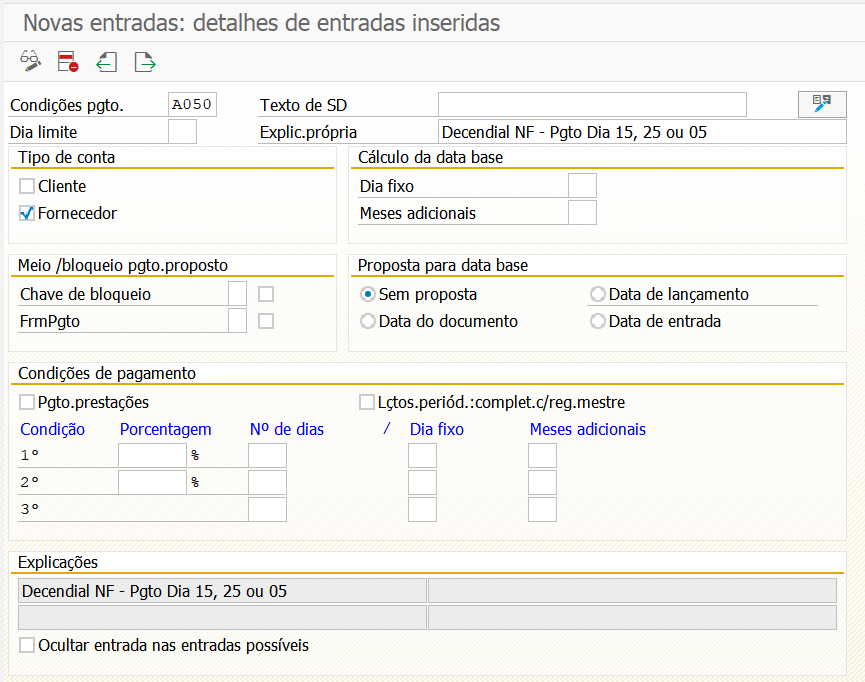 Novas entradas: detalhes de entradas inseridas
Condições pgto. A050 Texto de SD
Dia limite Explic.própria Decendial NF - Pgto Dia 15, 25 ou 05
Tipo de conta
Cliente
Fornecedor
Cálculo da data base
Dia fixo
Meses adicionais
Meio /bloqueio pgto.proposto
Chave de bloqueio
FrmPgto
Proposta para data base
Sem proposta Data de lançamento
Data do documento Data de entrada
Condições de pagamento
Pgto.prestações Lçtos.periód.:complet.c/reg.mestre
Condição Porcentagem Nº de dias / Dia fixo Meses adicionais
1º %
2º %
3º
Explicações
Decendial NF - Pgto Dia 15, 25 ou 05
Ocultar entrada nas entradas possíveis